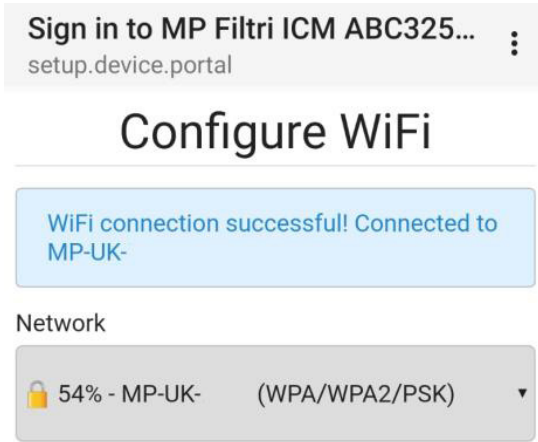 Sign in to MP Filtri ICM ABC325...
setup.device.portal
Configure WiFi
WiFi connection successful! Connected to
MP-UK-
Network
54% - MP-UK- (WPA/WPA2/PSK)